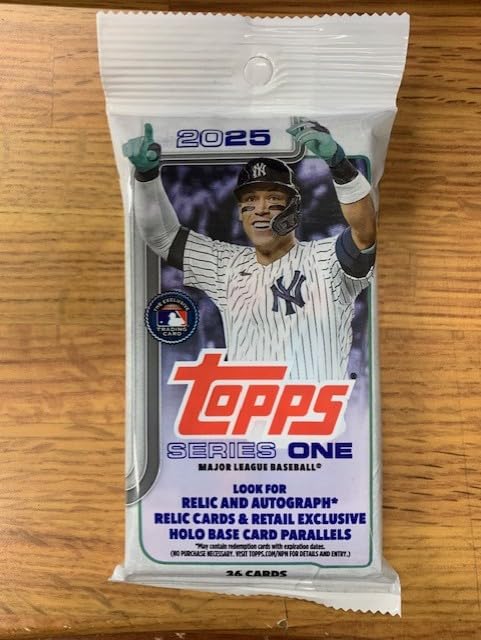 2025
NY
THE EXCLUSIVE
TRADING
CARD
NY
Topps®
SERIES ONE
MAJOR LEAGUE BASEBALL®
LOOK FOR
RELIC AND AUTOGRAPH*
RELIC CARDS & RETAIL EXCLUSIVE
HOLO BASE CARD PARALLELS
*May contain redemption cards with expiration dates.
(NO PURCHASE NECESSARY. VISIT TOPPS.COM/NPN FOR DETAILS AND ENTRY.)
36 CARDS